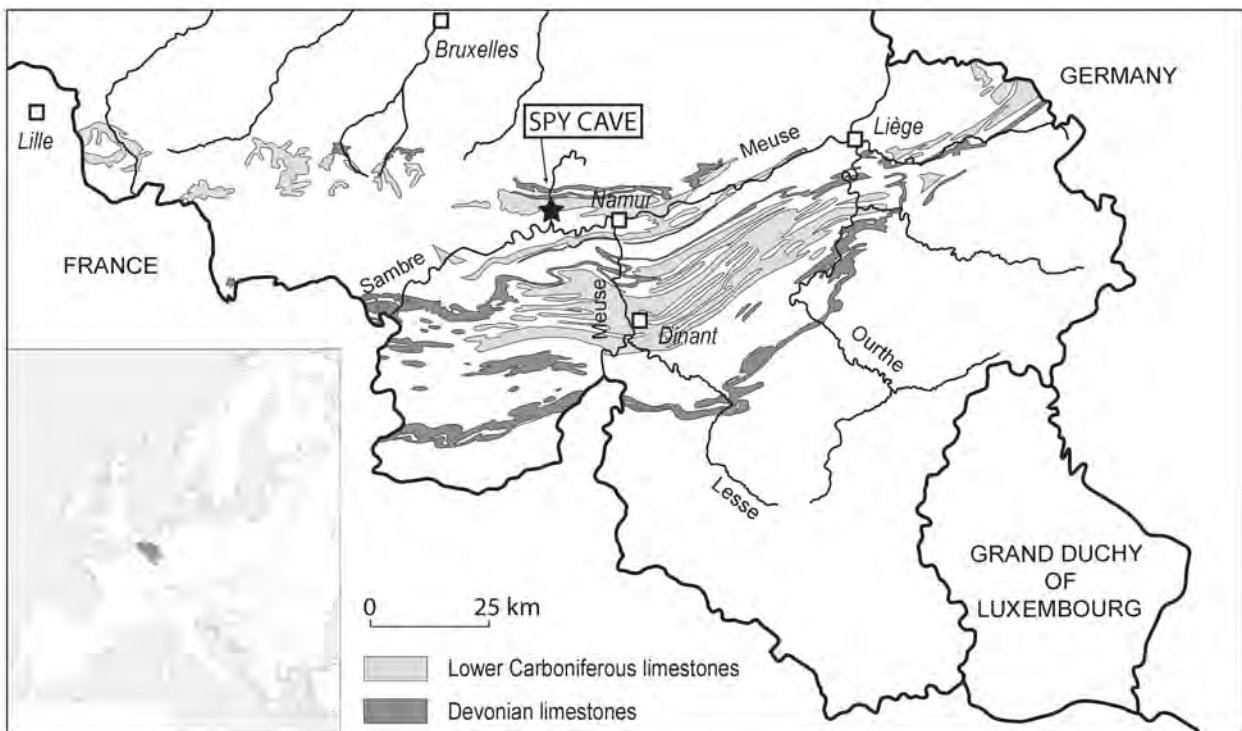 Bruxelles
GERMANY
Lille
SPY CAVE
Meuse
Liège
Namur
FRANCE
Sambre
Meuse
Dinant
Ourthe
Lesse
GRAND DUCHY
OF
LUXEMBOURG
0 25 km
Lower Carboniferous limestones
Devonian limestones